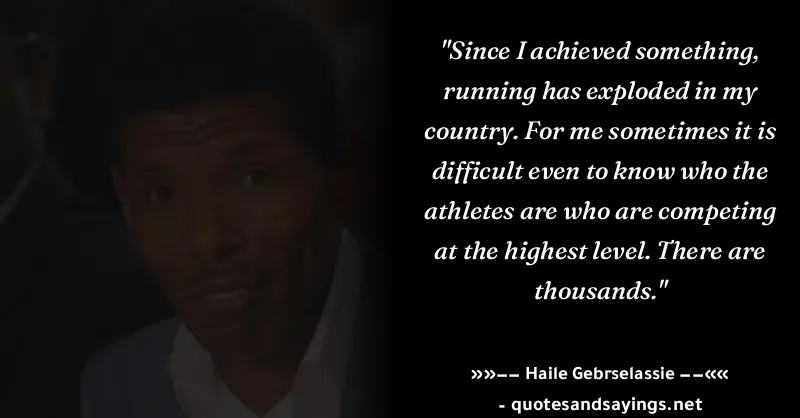 "Since I achieved something,
running has exploded in my
country. For me sometimes it is
difficult even to know who the
athletes are who are competing
at the highest level. There are
thousands."
»»–– Haile Gebrselassie ––««
- quotesandsayings.net